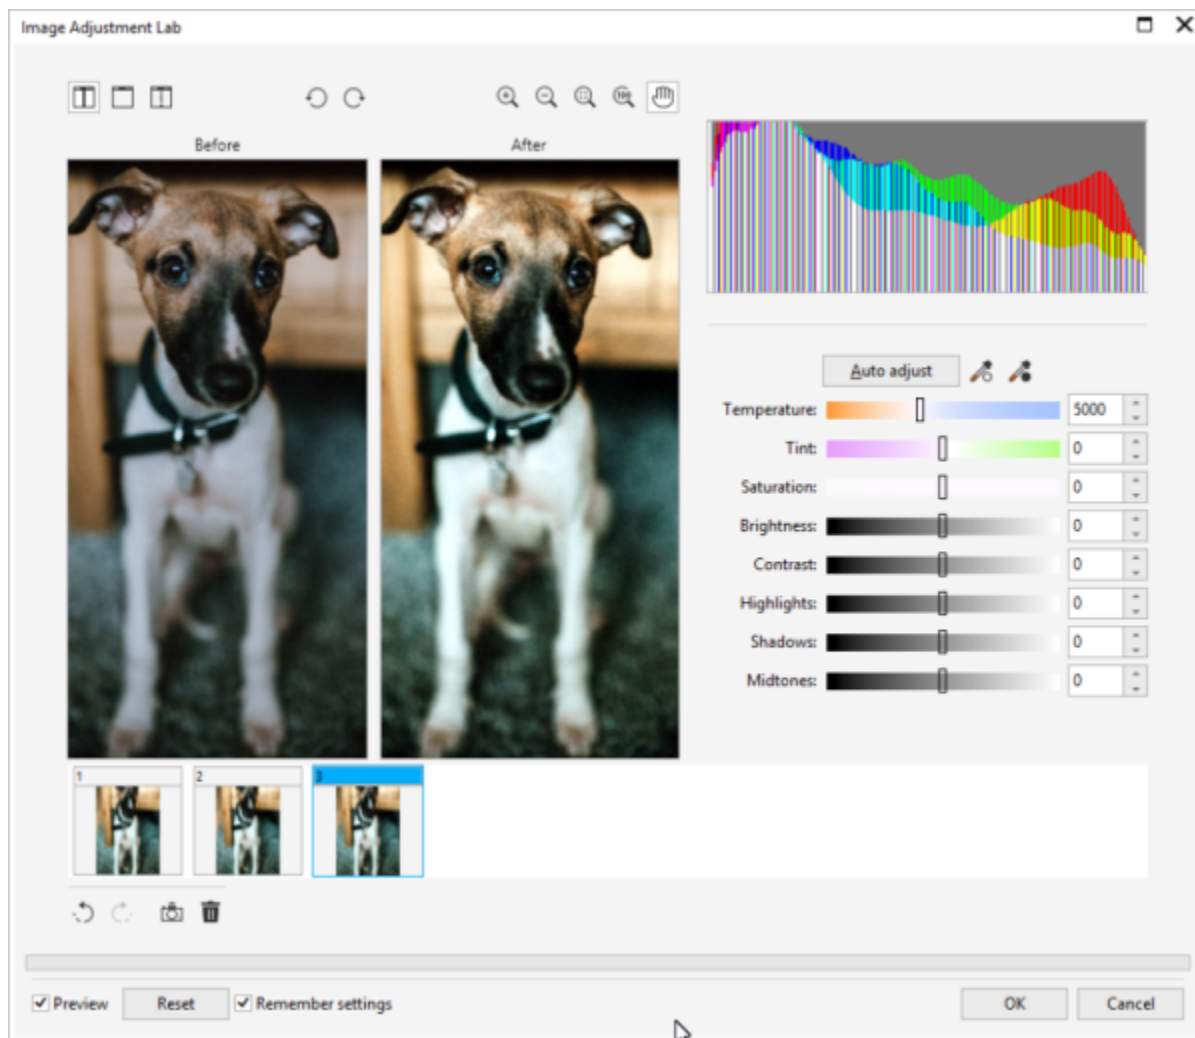 Image Adjustment Lab
Before
After
Auto adjust
Temperature: 5000
Tint: 0
Saturation: 0
Brightness: 0
Contrast: 0
Highlights: 0
Shadows: 0
Midtones: 0
1
2
3
Preview
Reset
Remember settings
OK
Cancel